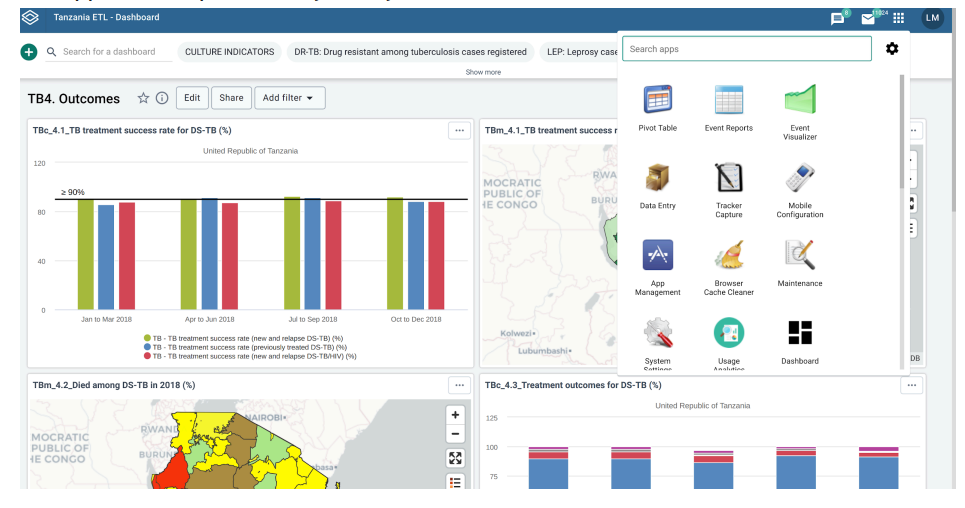 Tanzania ETL - Dashboard
8
11024
LM
Search for a dashboard
CULTURE INDICATORS
DR-TB: Drug resistant among tuberculosis cases registered
LEP: Leprosy case
Show more
Search apps
TB4. Outcomes
Edit
Share
Add filter
Pivot Table
Event Reports
Event
Visualizer
Data Entry
Tracker
Capture
Mobile
Configuration
App
Management
Browser
Cache Cleaner
Maintenance
System
Settings
Usage
Analytics
Dashboard
TBc_4.1_TB treatment success rate for DS-TB (%)
United Republic of Tanzania
120
≥ 90%
80
40
0
Jan to Mar 2018
Apr to Jun 2018
Jul to Sep 2018
Oct to Dec 2018
TB - TB treatment success rate (new and relapse DS-TB) (%)
TB - TB treatment success rate (previously treated DS-TB) (%)
TB - TB treatment success rate (new and relapse DS-TB/HIV) (%)
TBm_4.1_TB treatment success r
MOCRATIC
PUBLIC OF
HE CONGO
RWA
BURU
Kolwezi
Lubumbashi
DB
TBm_4.2_Died among DS-TB in 2018 (%)
MOCRATIC
PUBLIC OF
HE CONGO
RWAND
BURUN
NAIROBI
basa
TBc_4.3_Treatment outcomes for DS-TB (%)
United Republic of Tanzania
125
100
75